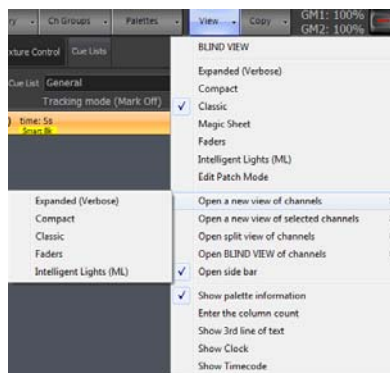 Ch Groups
Palettes
View
Copy
GM1: 100%
GM2: 100%
xture Control
Cue Lists
Cue List
General
Tracking mode (Mark Off)
time: 5s
Smart: 8k
BLIND VIEW
Expanded (Verbose)
Compact
Classic
Magic Sheet
Faders
Intelligent Lights (ML)
Edit Patch Mode
Open a new view of channels
Open a new view of selected channels
Open split view of channels
Open BLIND VIEW of channels
Open side bar
Show palette information
Enter the column count
Show 3rd line of text
Show Clock
Show Timecode
Expanded (Verbose)
Compact
Classic
Faders
Intelligent Lights (ML)